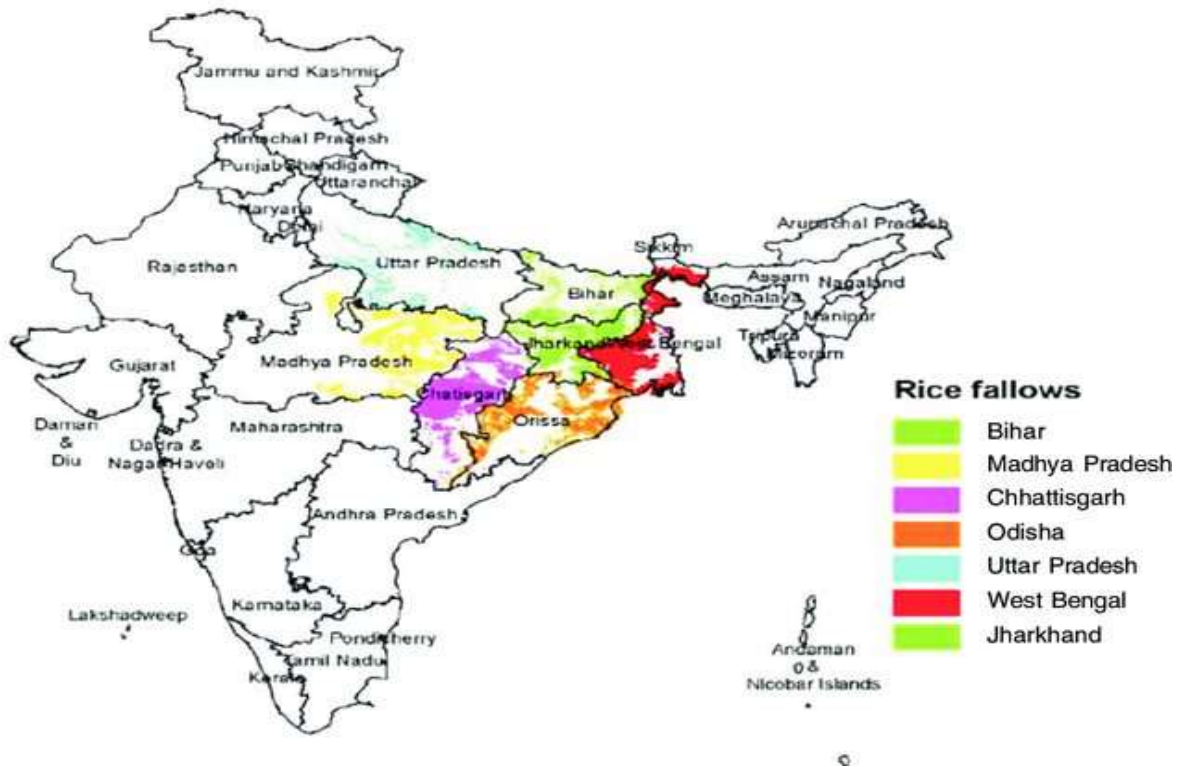 Jammu and Kashmir
Himachal Pradesh
Punjab
Chandigarh
Uttaranchal
Haryana
Delhi
Rajasthan
Uttar Pradesh
Sikkim
Arunachal Pradesh
Assam
Nagaland
Meghalaya
Manipur
Bihar
Tripura
Mizoram
Jharkand
West Bengal
Gujarat
Madhya Pradesh
Chatisgarh
Orissa
Daman
&
Diu
Dadra &
Nagar Haveli
Maharashtra
Andhra Pradesh
Goa
Karnataka
Lakshadweep
Pondicherry
Tamil Nadu
Kerala
Andaman
&
Nicobar Islands
Rice fallows
Bihar
Madhya Pradesh
Chhattisgarh
Odisha
Uttar Pradesh
West Bengal
Jharkhand